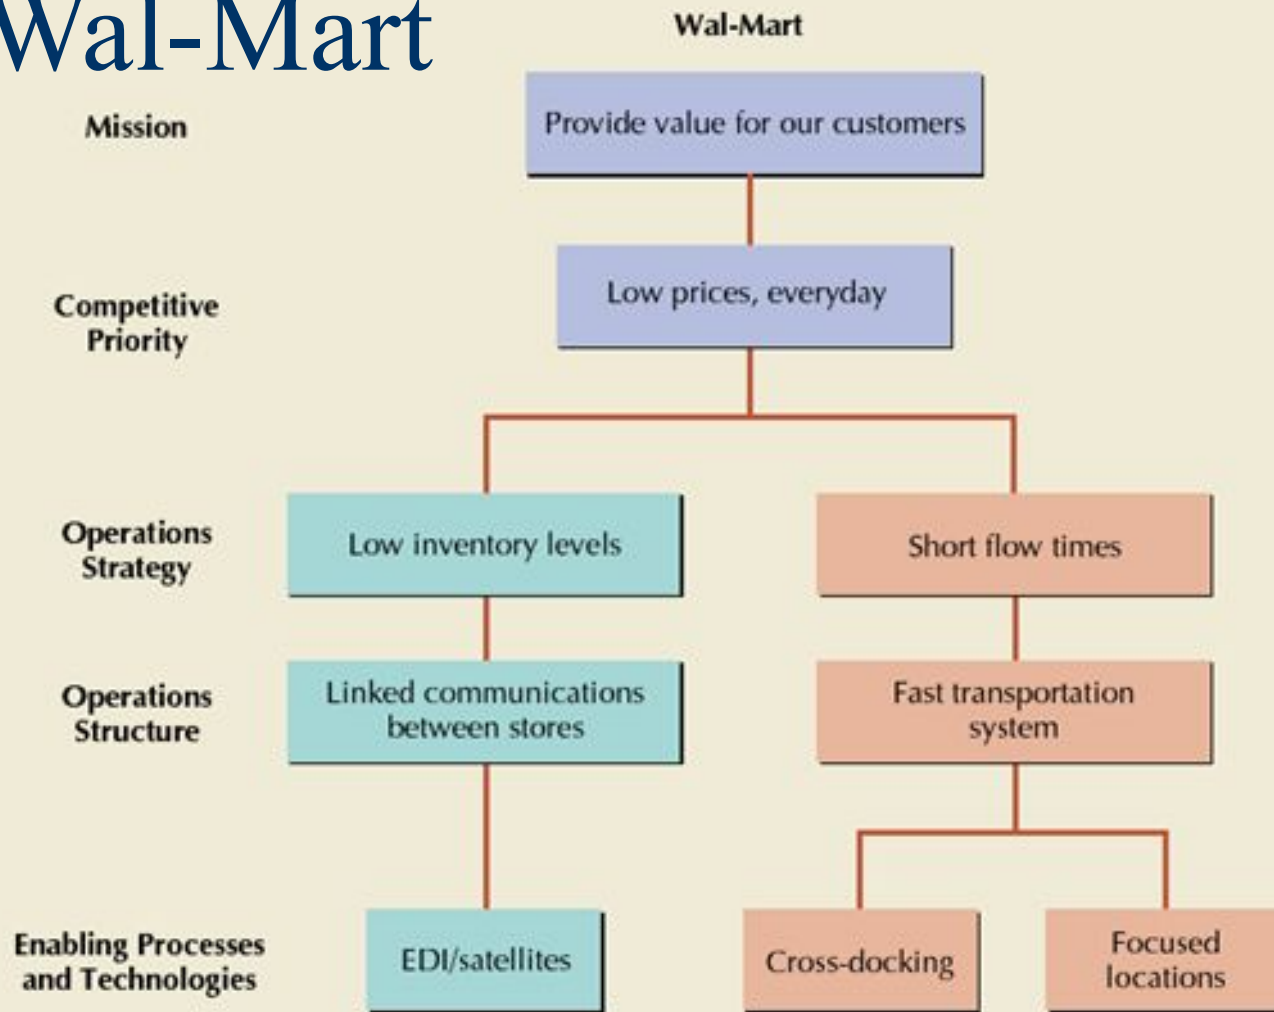 Wal-Mart
Wal-Mart
Mission
Provide value for our customers
Competitive
Priority
Low prices, everyday
Operations
Strategy
Low inventory levels
Short flow times
Operations
Structure
Linked communications
between stores
Fast transportation
system
Enabling Processes
and Technologies
EDI/satellites
Cross-docking
Focused
locations